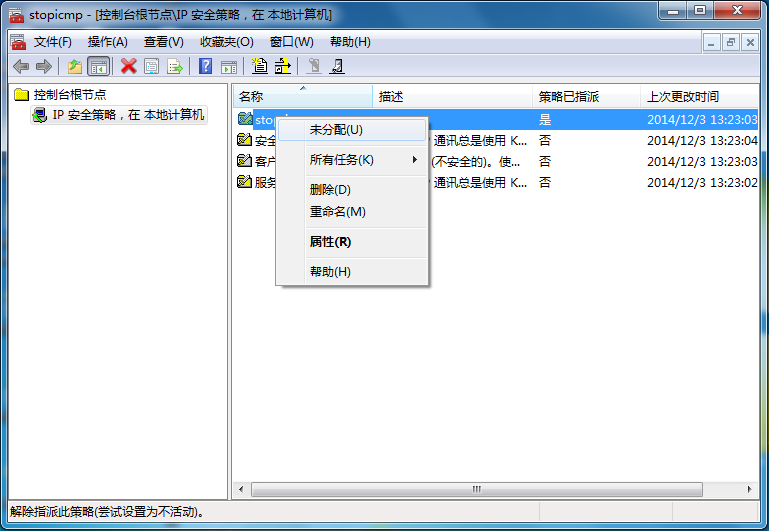 stopicmp - [控制台根节点\IP 安全策略，在 本地计算机]
文件(F) 操作(A) 查看(V) 收藏夹(O) 窗口(W) 帮助(H)
控制台根节点
IP 安全策略，在 本地计算机
名称 描述 策略已指派 上次更改时间
是 2014/12/3 13:23:03
安全 通讯总是使用 K... 否 2014/12/3 13:23:04
客户 (不安全的)。使... 否 2014/12/3 13:23:03
服务 通讯总是使用 K... 否 2014/12/3 13:23:02
未分配(U)
所有任务(K)
删除(D)
重命名(M)
属性(R)
帮助(H)
解除指派此策略(尝试设置为不活动)。